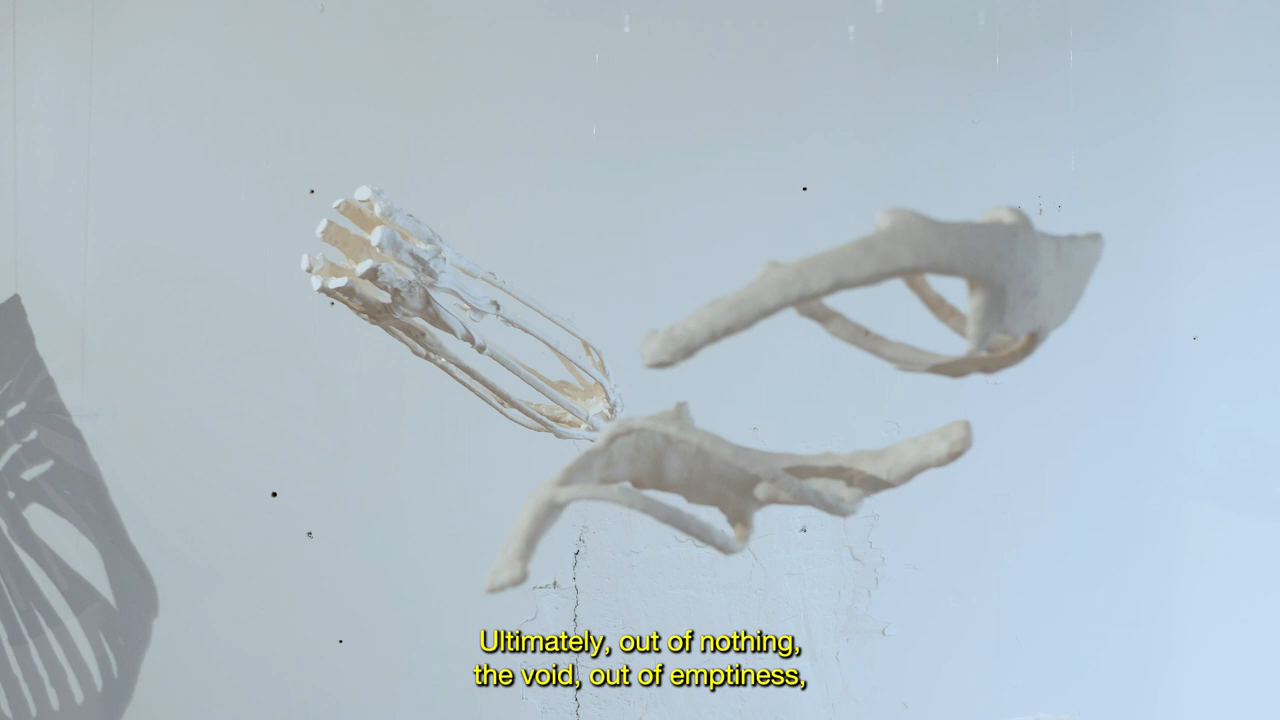 Ultimately, out of nothing,
the void, out of emptiness,